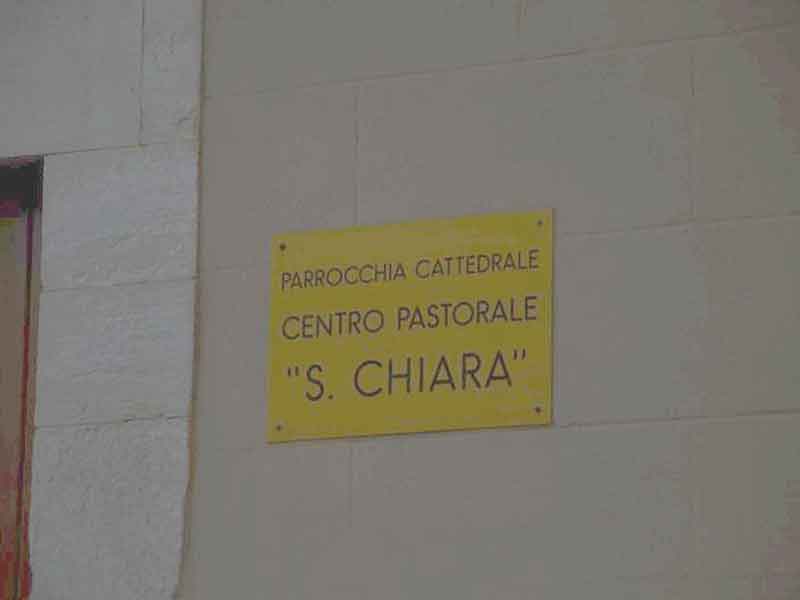 PARROCCHIA CATTEDRALE
CENTRO PASTORALE
"S. CHIARA"